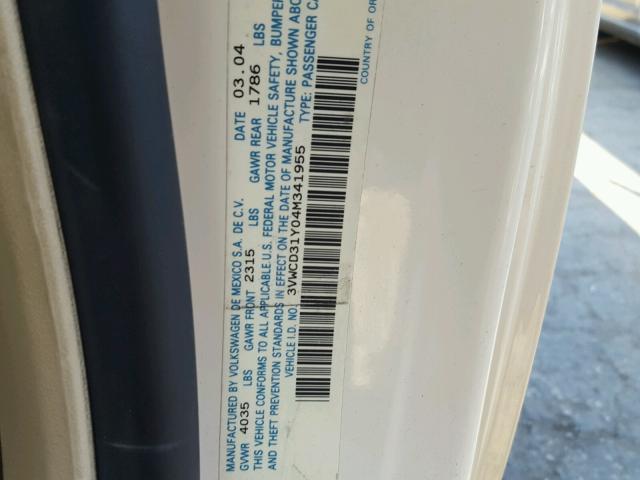 MANUFACTURED BY VOLKSWAGEN DE MEXICO S.A. DE C.V. DATE 03.04
GVWR 4035 LBS GAWR FRONT 2315 LBS GAWR REAR 1786 LBS
THIS VEHICLE CONFORMS TO ALL APPLICABLE U.S. FEDERAL MOTOR VEHICLE SAFETY, BUMPER
AND THEFT PREVENTION STANDARDS IN EFFECT ON THE DATE OF MANUFACTURE SHOWN ABO
VEHICLE I.D. NO. 3VWCD31Y04M341955 TYPE: PASSENGER CA
COUNTRY OF OR